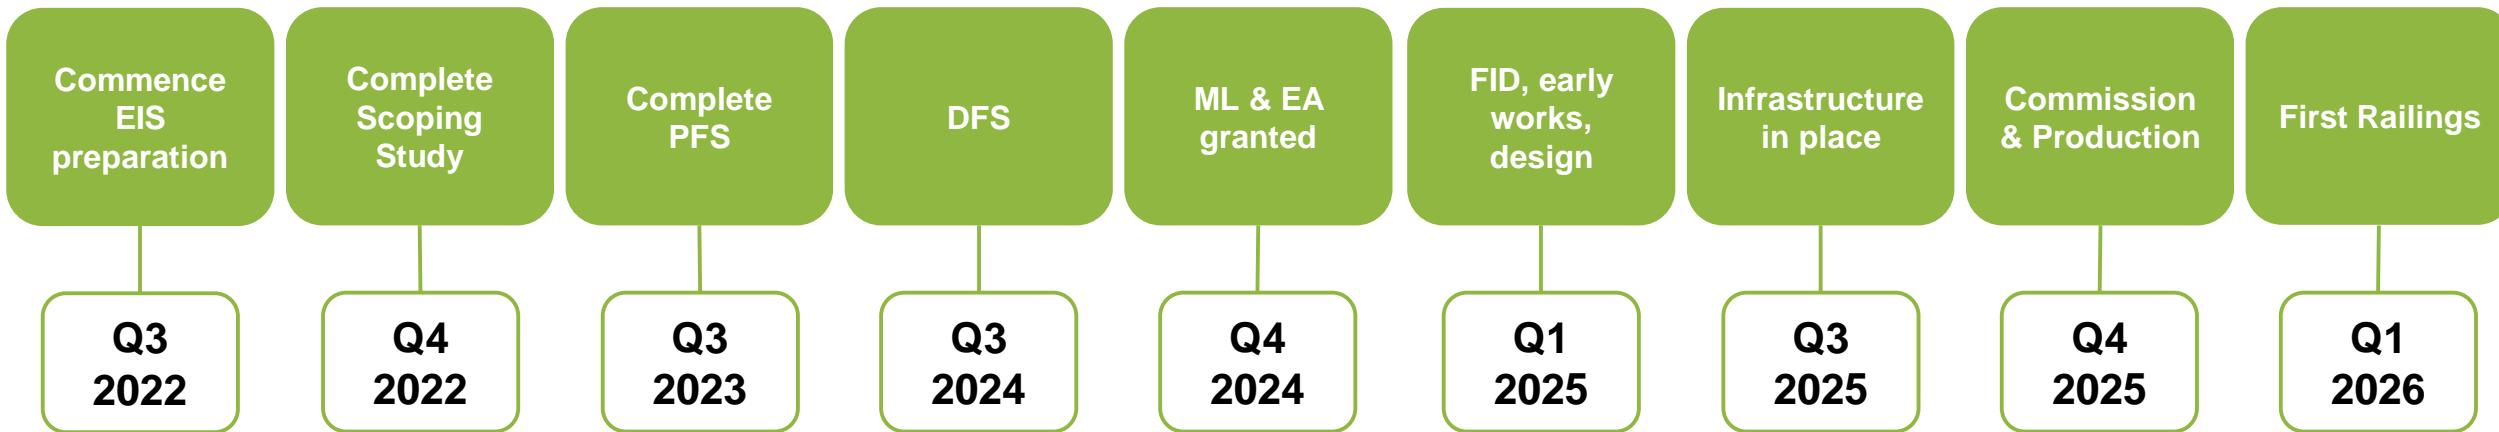 Commence
EIS
preparation
Complete
Scoping
Study
Complete
PFS
DFS
ML & EA
granted
FID, early
works,
design
Infrastructure
in place
Commission
& Production
First Railings
Q3
2022
Q4
2022
Q3
2023
Q3
2024
Q4
2024
Q1
2025
Q3
2025
Q4
2025
Q1
2026